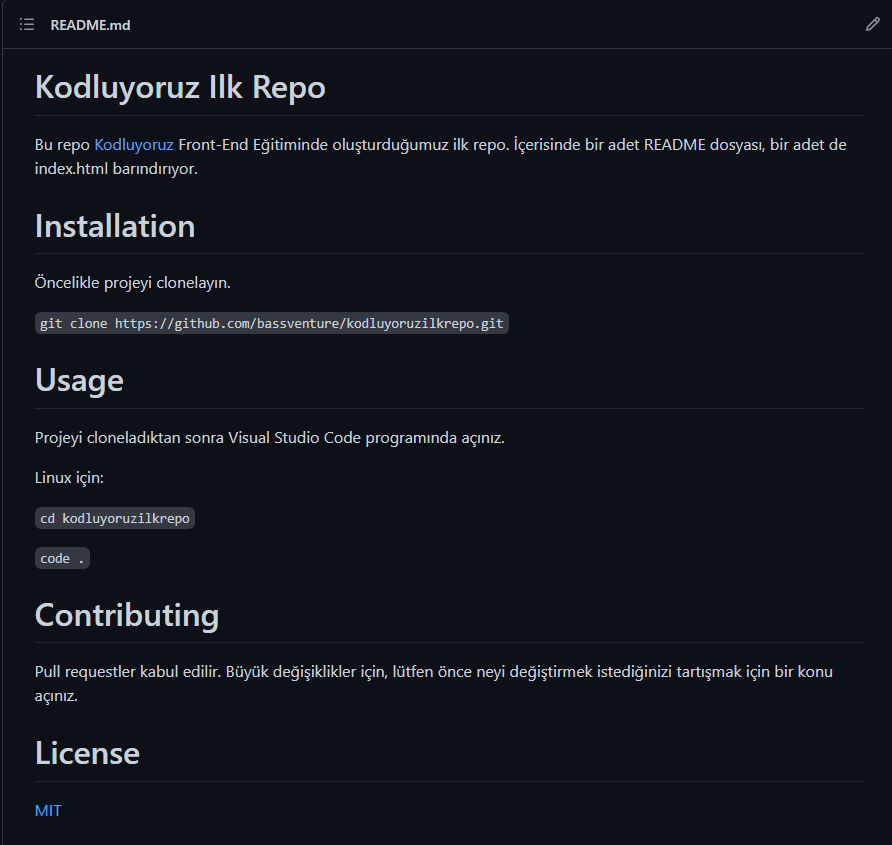 README.md
Kodluyoruz Ilk Repo
Bu repo Kodluyoruz Front-End Eğitiminde oluşturduğumuz ilk repo. İçerisinde bir adet README dosyası, bir adet de
index.html barındırıyor.
Installation
Öncelikle projeyi clonelayın.
git clone https://github.com/bassventure/kodluyoruzilkrepo.git
Usage
Projeyi cloneladıktan sonra Visual Studio Code programında açınız.
Linux için:
cd kodluyoruzilkrepo
code .
Contributing
Pull requestler kabul edilir. Büyük değişiklikler için, lütfen önce neyi değiştirmek istediğinizi tartışmak için bir konu
açınız.
License
MIT